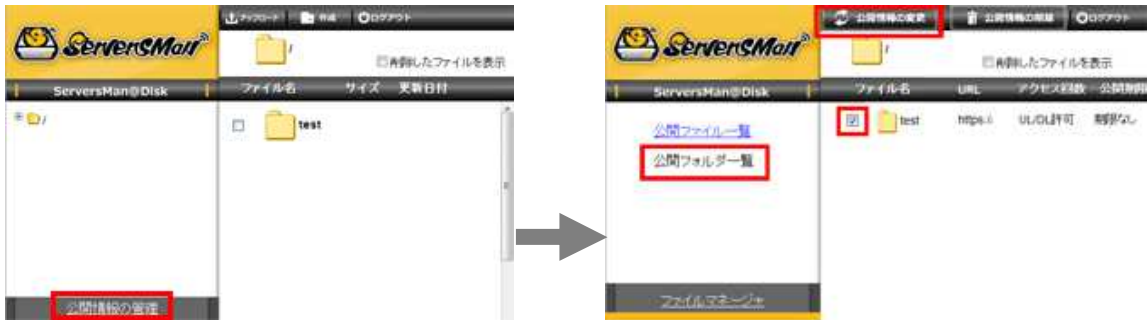 ServersMan®
アップロード 作成 ログアウト
/
削除したファイルを表示
ServersMan@Disk
ファイル名 サイズ 更新日付
/
test
公開情報の管理
ServersMan®
公開情報の変更 公開情報の削除 ログアウト
/
削除したファイルを表示
ServersMan@Disk
ファイル名 URL アクセス回数 公開期限
公開ファイル一覧
公開フォルダ一覧
test https:/ UL/DL許可 期限なし
ファイルマネージャ